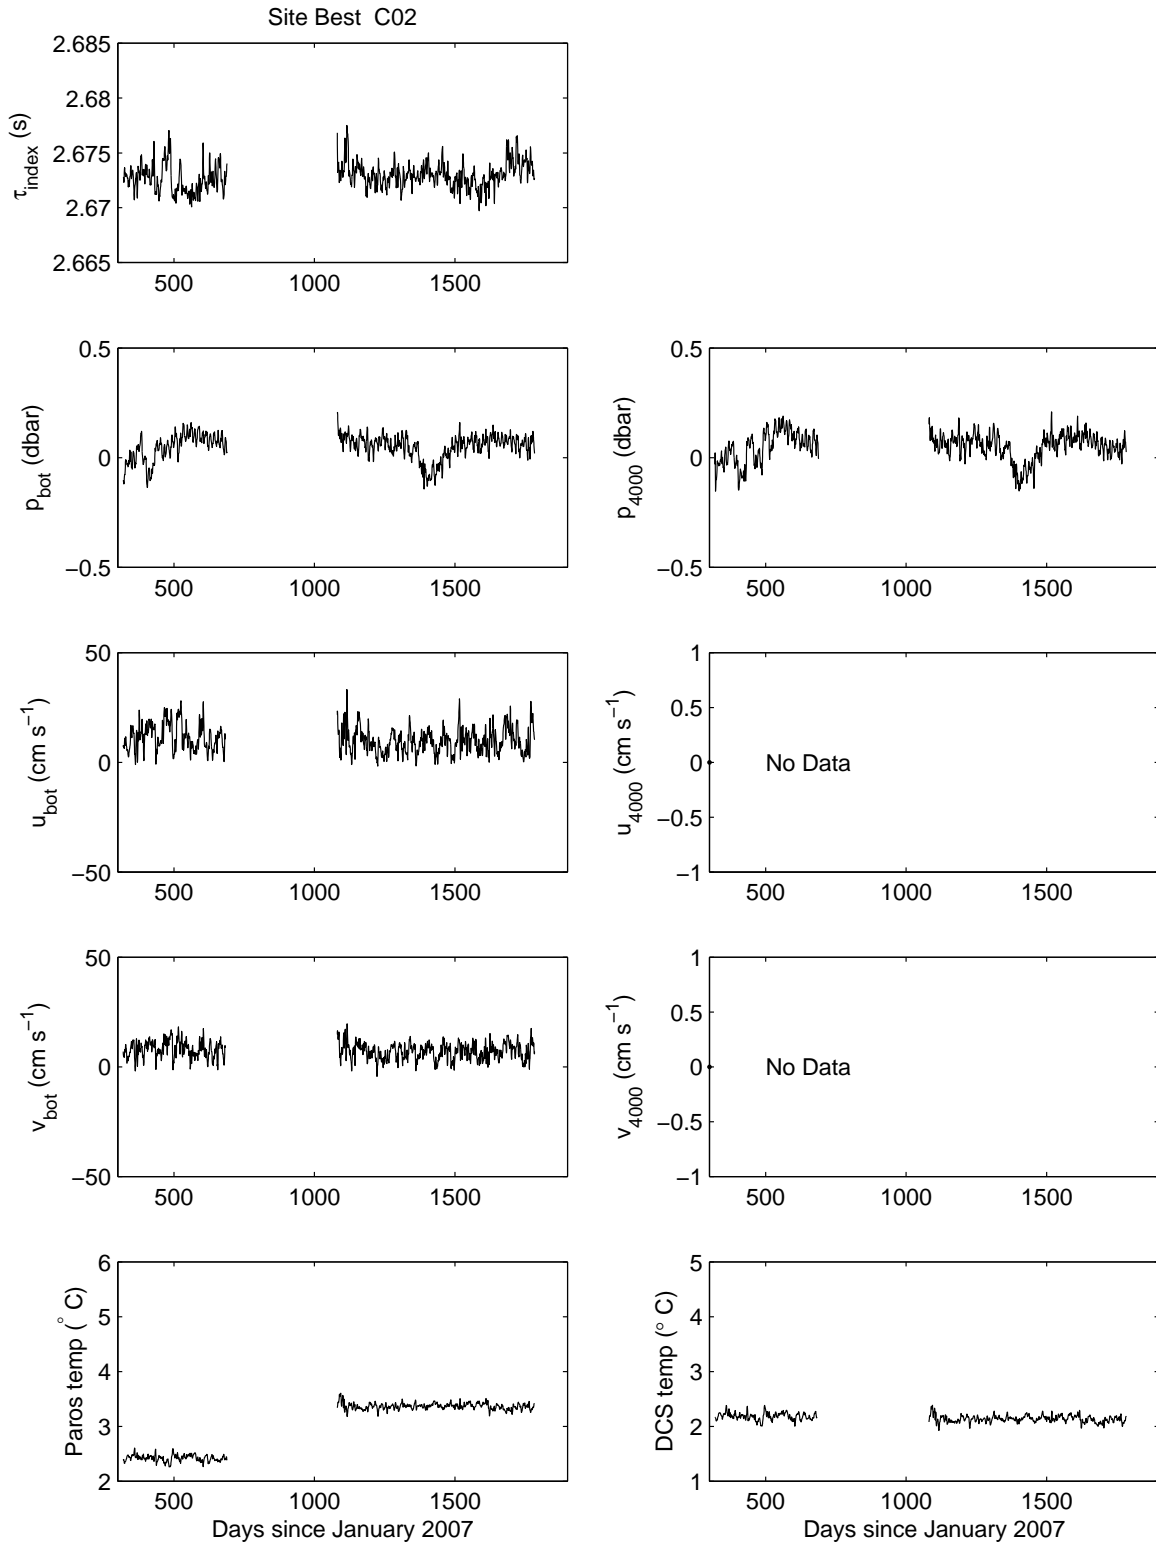 Site Best C02
2.685
2.68
2.675
2.67
2.665
τindex (s)
500 1000 1500
0.5
0
−0.5
pbot (dbar)
500 1000 1500
0.5
0
−0.5
p4000 (dbar)
500 1000 1500
50
0
−50
ubot (cm s−1)
500 1000 1500
1
0.5
0
−0.5
−1
u4000 (cm s−1)
No Data
500 1000 1500
50
0
−50
vbot (cm s−1)
500 1000 1500
1
0.5
0
−0.5
−1
v4000 (cm s−1)
No Data
500 1000 1500
6
5
4
3
2
Paros temp (° C)
500 1000 1500
Days since January 2007
5
4
3
2
1
DCS temp (° C)
500 1000 1500
Days since January 2007